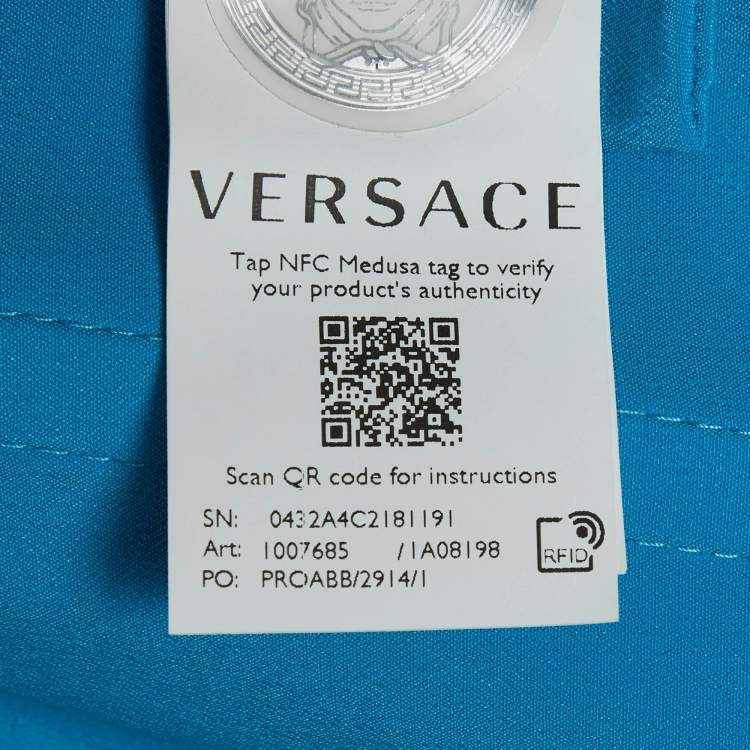 VERSACE
Tap NFC Medusa tag to verify
your product's authenticity
Scan QR code for instructions
SN: 0432A4C2181191
Art: 1007685 /1A08198
PO: PROABB/2914/1
RFID